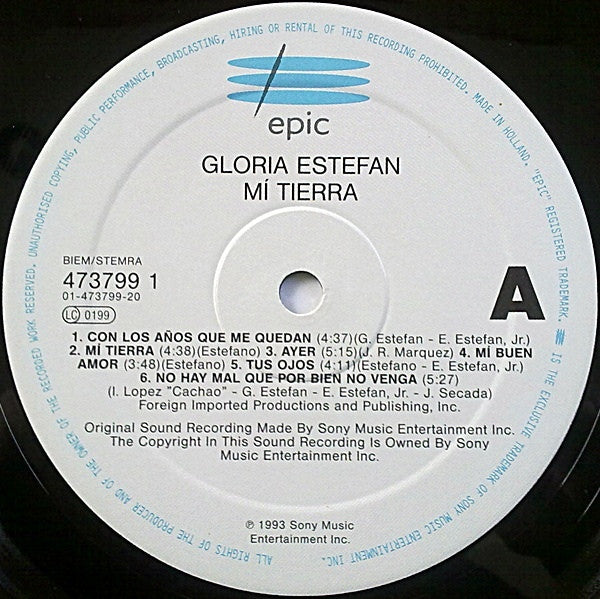 UNAUTHORISED COPYING, PUBLIC PERFORMANCE, BROADCASTING, HIRING OR RENTAL OF THIS RECORDING PROHIBITED. MADE IN HOLLAND. "EPIC" REGISTERED TRADEMARK. IS THE EXCLUSIVE TRADEMARK OF SONY MUSIC ENTERTAINMENT INC.
ALL RIGHTS OF THE PRODUCER AND OF THE OWNER OF THE RECORDED WORK RESERVED.
epic
GLORIA ESTEFAN
MÍ TIERRA
BIEM/STEMRA
473799 1
01-473799-20
LC 0199
A
1. CON LOS AÑOS QUE ME QUEDAN (4:37)(G. Estefan - E. Estefan, Jr.)
2. MÍ TIERRA (4:38)(Estefano) 3. AYER (5:15)(J. R. Marquez) 4. MÍ BUEN
AMOR (3:48)(Estefano) 5. TUS OJOS (4:11)(Estefano - E. Estefan, Jr.)
6. NO HAY MAL QUE POR BIEN NO VENGA (5:27)
(I. Lopez "Cachao" - G. Estefan - E. Estefan, Jr. - J. Secada)
Foreign Imported Productions and Publishing, Inc.
Original Sound Recording Made By Sony Music Entertainment Inc.
The Copyright In This Sound Recording Is Owned By Sony
Music Entertainment Inc.
℗ 1993 Sony Music
Entertainment Inc.